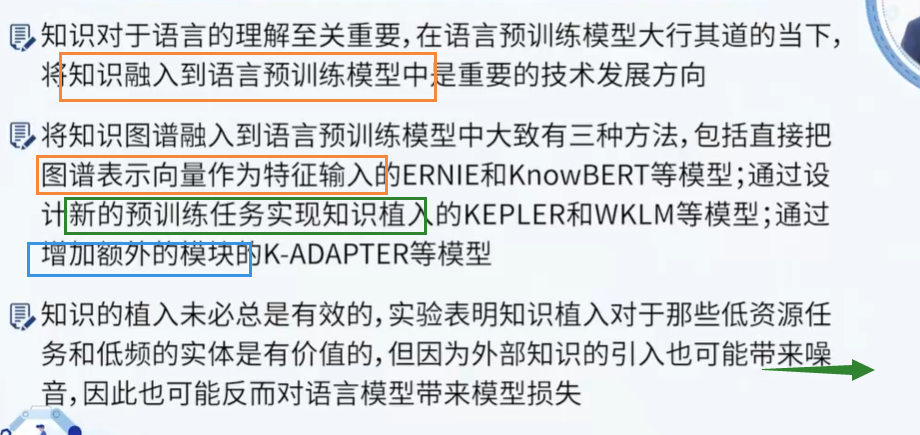 知识对于语言的理解至关重要,在语言预训练模型大行其道的当下,
将知识融入到语言预训练模型中是重要的技术发展方向
将知识图谱融入到语言预训练模型中大致有三种方法,包括直接把
图谱表示向量作为特征输入的ERNIE和KnowBERT等模型;通过设
计新的预训练任务实现知识植入的KEPLER和WKLM等模型;通过
增加额外的模块的K-ADAPTER等模型
知识的植入未必总是有效的,实验表明知识植入对于那些低资源任
务和低频的实体是有价值的,但因为外部知识的引入也可能带来噪
音,因此也可能反而对语言模型带来模型损失